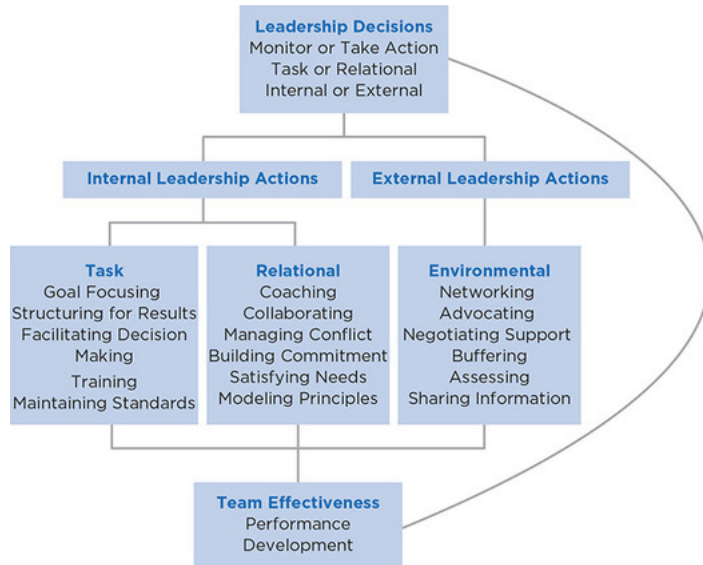 Leadership Decisions
Monitor or Take Action
Task or Relational
Internal or External
Internal Leadership Actions
External Leadership Actions
Task
Goal Focusing
Structuring for Results
Facilitating Decision
Making
Training
Maintaining Standards
Relational
Coaching
Collaborating
Managing Conflict
Building Commitment
Satisfying Needs
Modeling Principles
Environmental
Networking
Advocating
Negotiating Support
Buffering
Assessing
Sharing Information
Team Effectiveness
Performance
Development